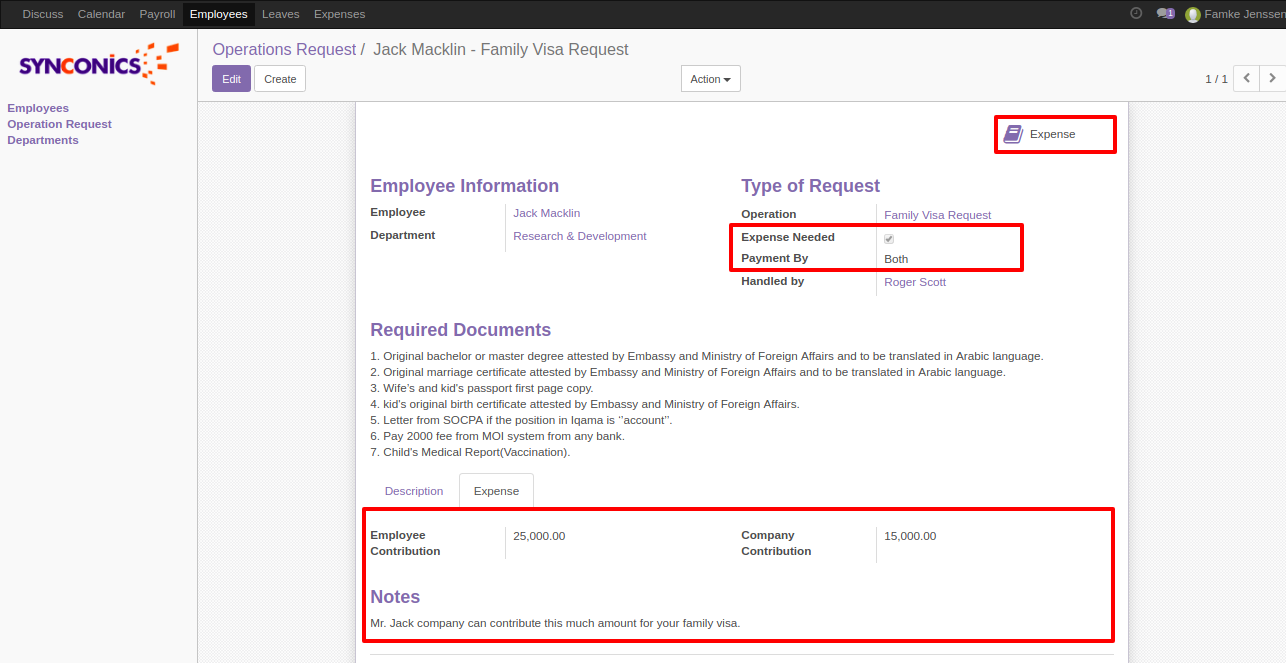 Discuss Calendar Payroll Employees Leaves Expenses 1 Famke Jenssen
SYNCONICS
Operations Request / Jack Macklin - Family Visa Request
Edit Create Action 1 / 1
Employees
Operation Request
Departments
Expense
Employee Information
Employee Jack Macklin
Department Research & Development
Type of Request
Operation Family Visa Request
Expense Needed
Payment By Both
Handled by Roger Scott
Required Documents
1. Original bachelor or master degree attested by Embassy and Ministry of Foreign Affairs and to be translated in Arabic language.
2. Original marriage certificate attested by Embassy and Ministry of Foreign Affairs and to be translated in Arabic language.
3. Wife’s and kid's passport first page copy.
4. kid's original birth certificate attested by Embassy and Ministry of Foreign Affairs.
5. Letter from SOCPA if the position in Iqama is ‘’account’’.
6. Pay 2000 fee from MOI system from any bank.
7. Child's Medical Report(Vaccination).
Description Expense
Employee Contribution 25,000.00
Company Contribution 15,000.00
Notes
Mr. Jack company can contribute this much amount for your family visa.